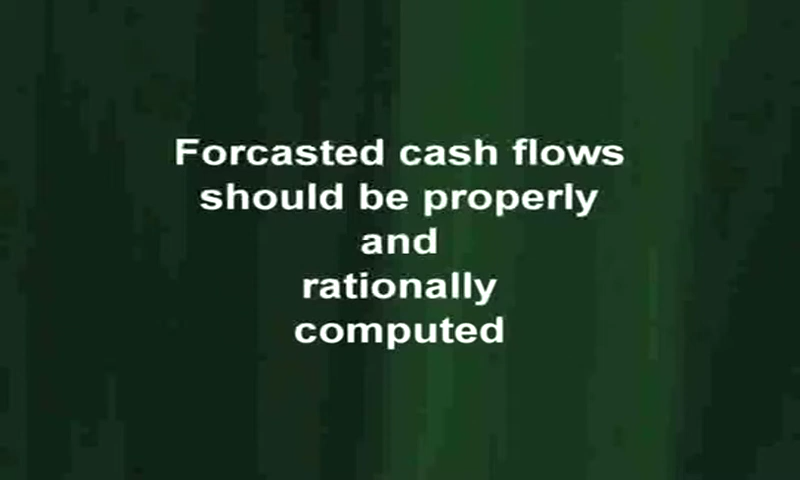 Forcasted cash flows
should be properly
and
rationally
computed